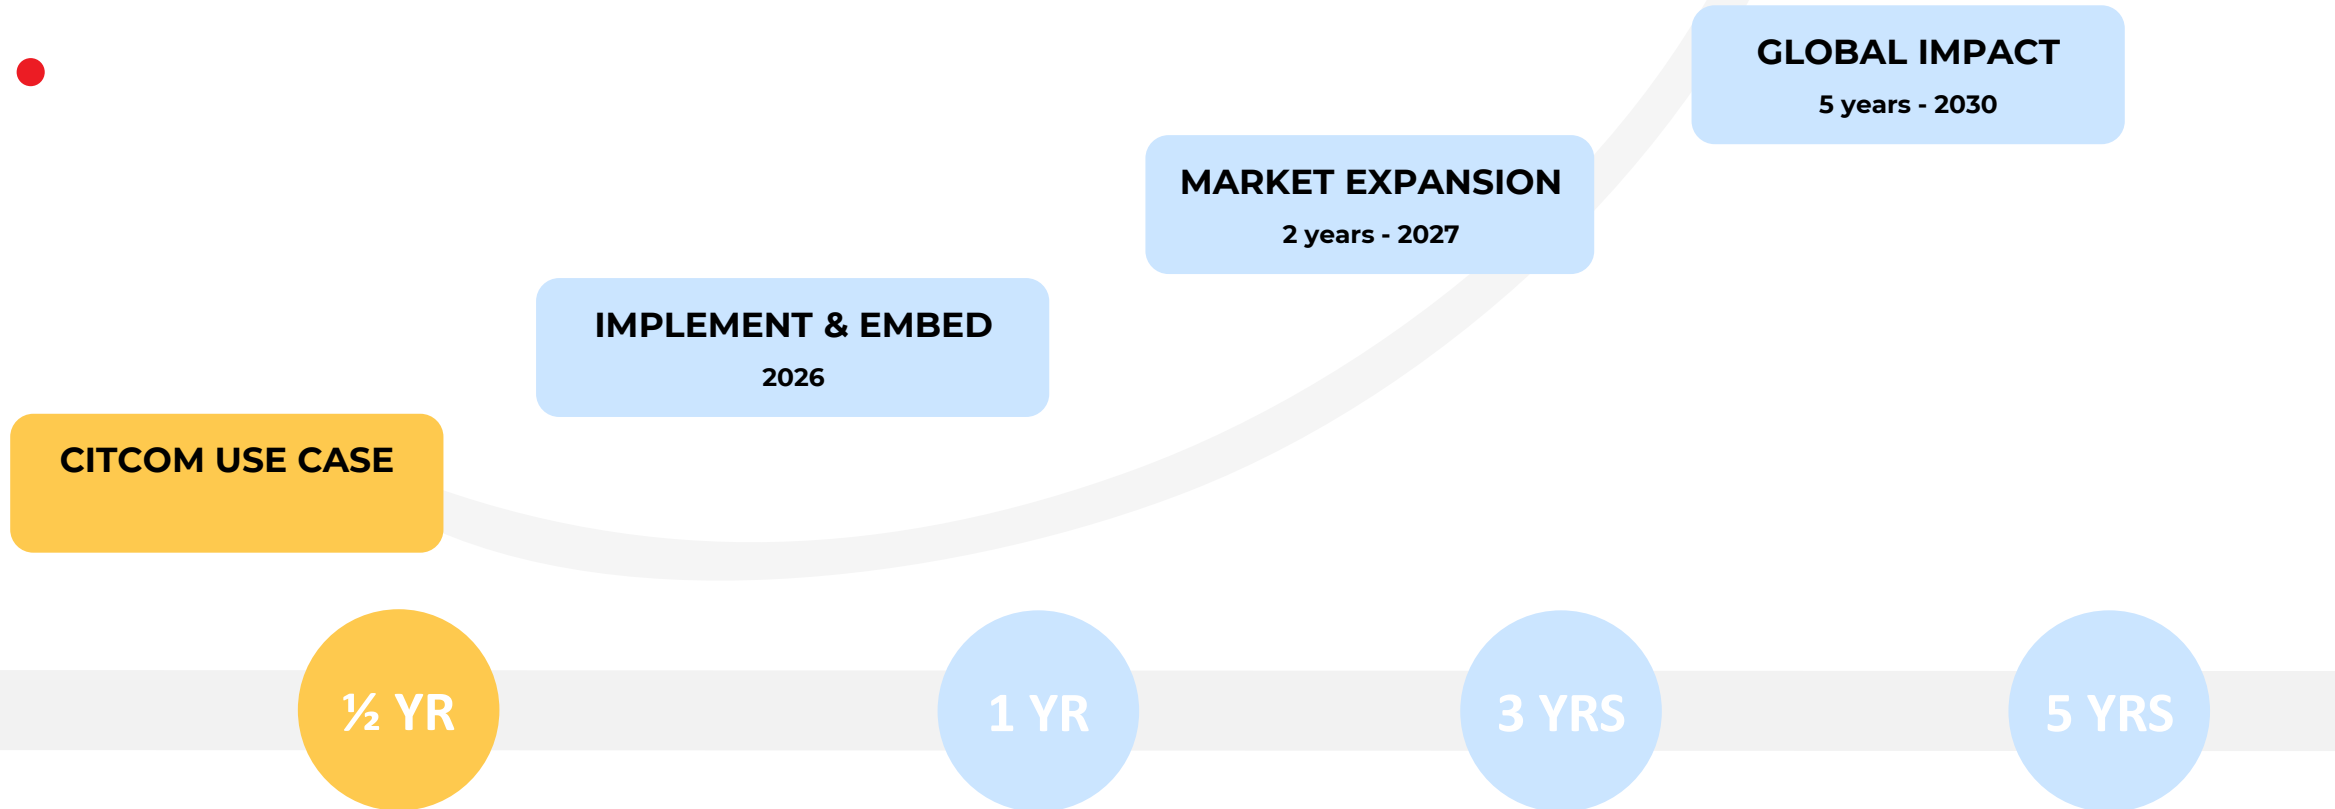 GLOBAL IMPACT
5 years - 2030
MARKET EXPANSION
2 years - 2027
IMPLEMENT & EMBED
2026
CITCOM USE CASE
½ YR
1 YR
3 YRS
5 YRS